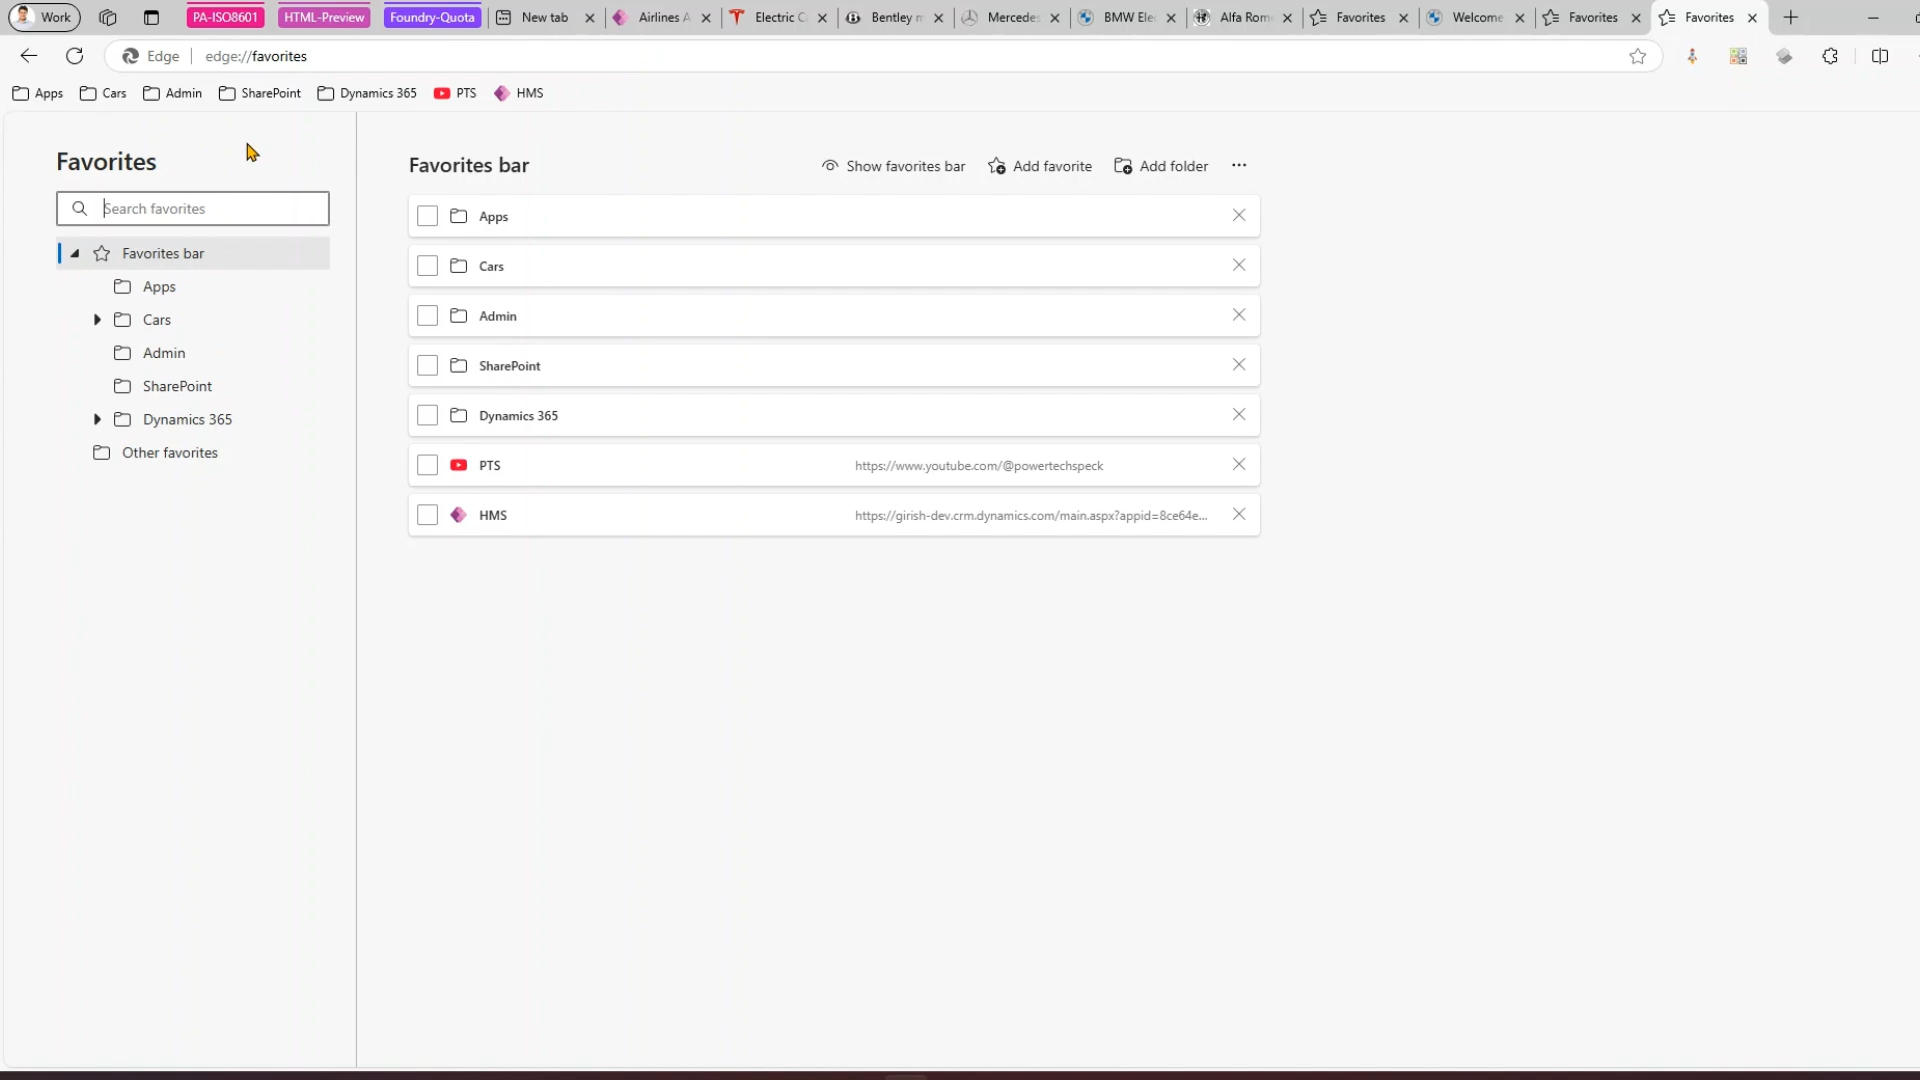 Work PA-ISO8601 HTML-Preview Foundry-Quota New tab Airlines A Electric C Bentley m Mercedes BMW Ele Alfa Rom Favorites Welcome Favorites Favorites
Edge edge://favorites
Apps Cars Admin SharePoint Dynamics 365 PTS HMS
Favorites
Search favorites
Favorites bar
Apps
Cars
Admin
SharePoint
Dynamics 365
Other favorites
Favorites bar Show favorites bar Add favorite Add folder
Apps
Cars
Admin
SharePoint
Dynamics 365
PTS https://www.youtube.com/@powertechspeck
HMS https://girish-dev.crm.dynamics.com/main.aspx?appid=8ce64e...